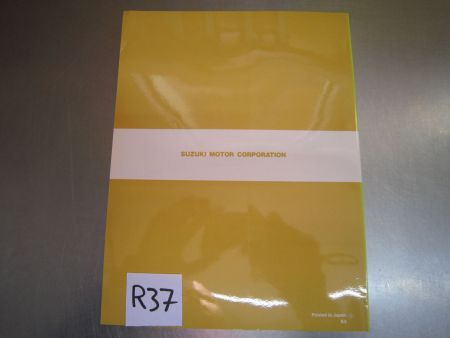 SUZUKI MOTOR CORPORATION
R37
Printed in Japan